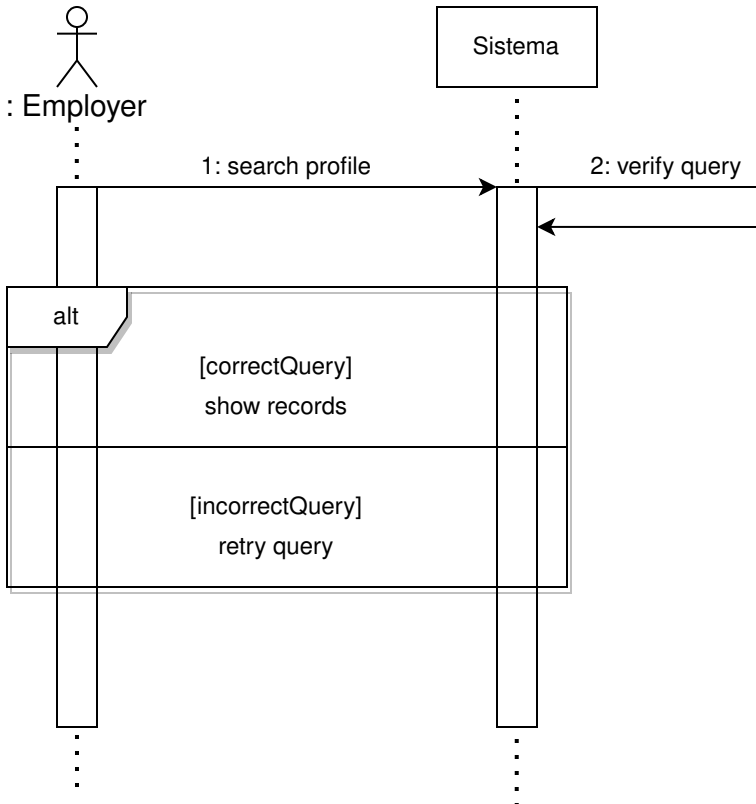 Sistema
: Employer
1: search profile
2: verify query
alt
[correctQuery]
show records
[incorrectQuery]
retry query